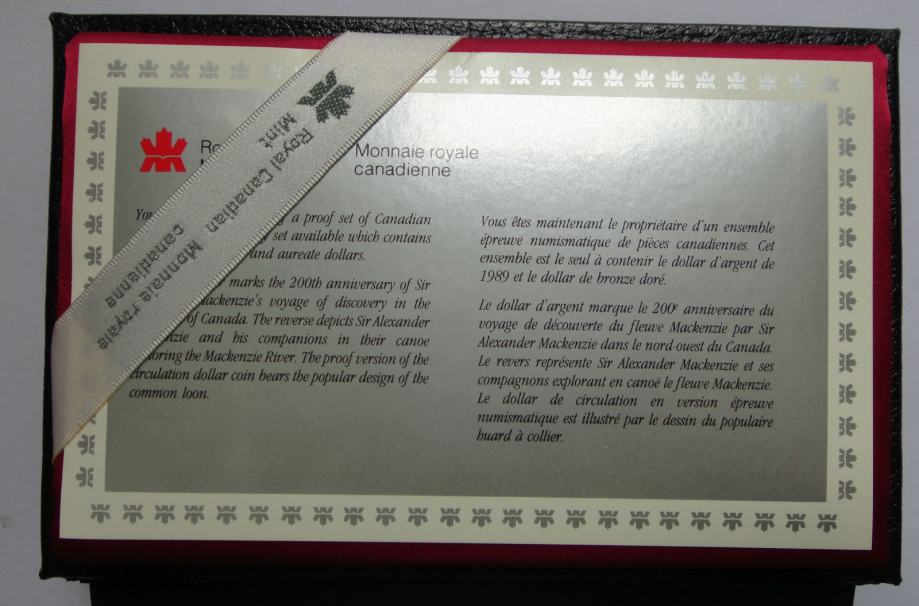 Monnaie royale
canadienne
Royal Canadian
Mint
Monnaie royale
canadienne
a proof set of Canadian
set available which contains
and aureate dollars.
marks the 200th anniversary of Sir
Mackenzie's voyage of discovery in the
of Canada. The reverse depicts Sir Alexander
and his companions in their canoe
the Mackenzie River. The proof version of the
circulation dollar coin bears the popular design of the
common loon.
Vous êtes maintenant le propriétaire d'un ensemble
épreuve numismatique de pièces canadiennes. Cet
ensemble est le seul à contenir le dollar d'argent de
1989 et le dollar de bronze doré.
Le dollar d'argent marque le 200e anniversaire du
voyage de découverte du fleuve Mackenzie par Sir
Alexander Mackenzie dans le nord-ouest du Canada.
Le revers représente Sir Alexander Mackenzie et ses
compagnons explorant en canoë le fleuve Mackenzie.
Le dollar de circulation en version épreuve
numismatique est illustré par le dessin du populaire
huard à collier.